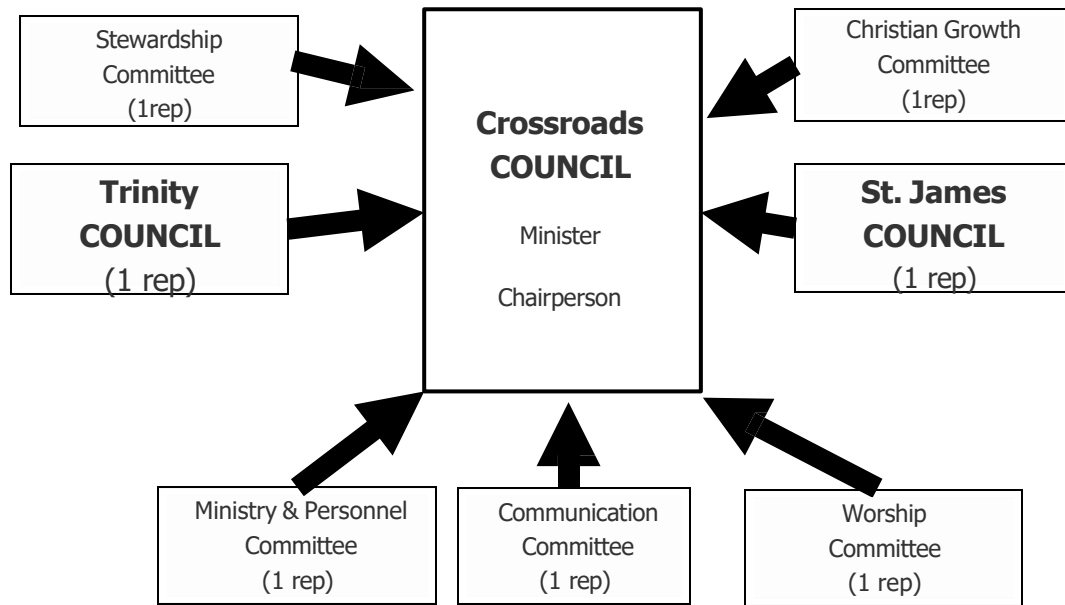 Stewardship
Committee
(1rep)
Christian Growth
Committee
(1rep)
Crossroads
COUNCIL
Minister
Chairperson
Trinity
COUNCIL
(1 rep)
St. James
COUNCIL
(1 rep)
Ministry & Personnel
Committee
(1 rep)
Communication
Committee
(1 rep)
Worship
Committee
(1 rep)